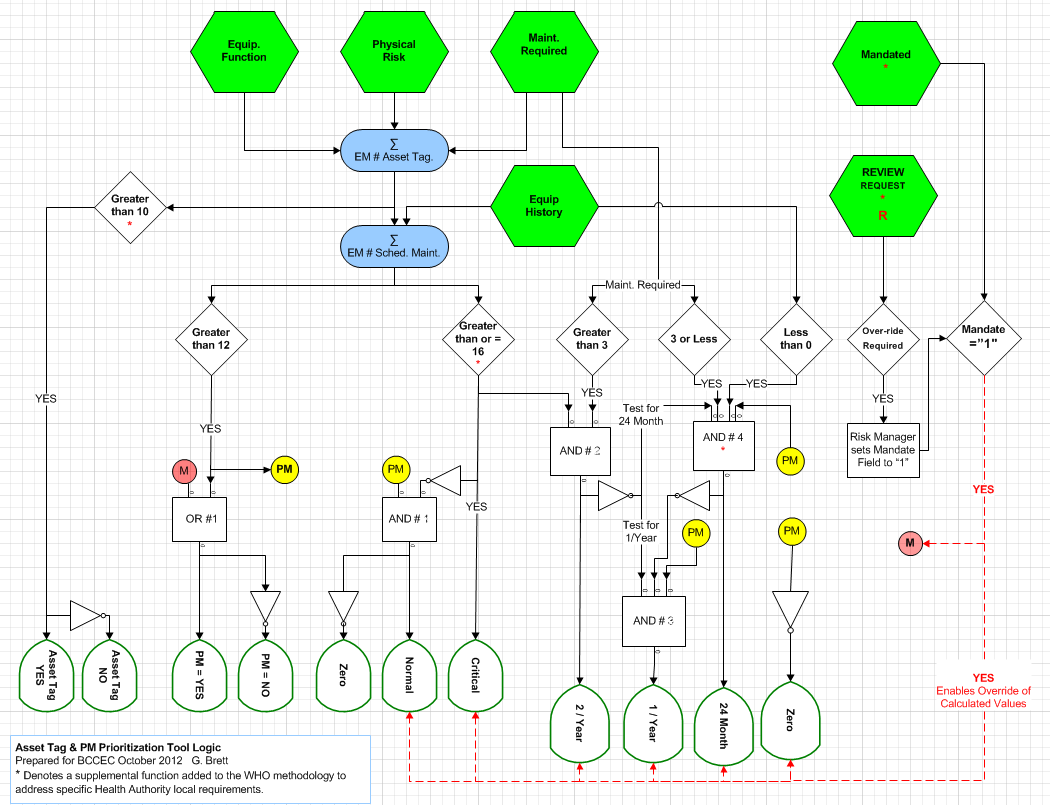 Equip.
Function
Physical
Risk
Maint.
Required
Mandated
*
∑
EM # Asset Tag.
REVIEW
REQUEST
*
R
Greater
than 10
*
Equip
History
∑
EM # Sched. Maint.
Maint. Required
Greater
than 12
Greater
than or =
16
*
Greater
than 3
3 or Less
Less
than 0
Over-ride
Required
Mandate
="1"
YES
YES
YES
YES
YES
YES
Test for
24 Month
AND # 2
AND # 4
*
PM
Risk Manager
sets Mandate
Field to "1"
M
PM
PM
YES
YES
OR #1
AND # 1
Test for
1/Year
PM
PM
M
AND # 3
Asset Tag
YES
Asset Tag
NO
PM = YES
PM = NO
Zero
Normal
Critical
2 / Year
1 / Year
24 Month
Zero
YES
Enables Override of
Calculated Values
Asset Tag & PM Prioritization Tool Logic
Prepared for BCCEC October 2012 G. Brett
* Denotes a supplemental function added to the WHO methodology to
address specific Health Authority local requirements.